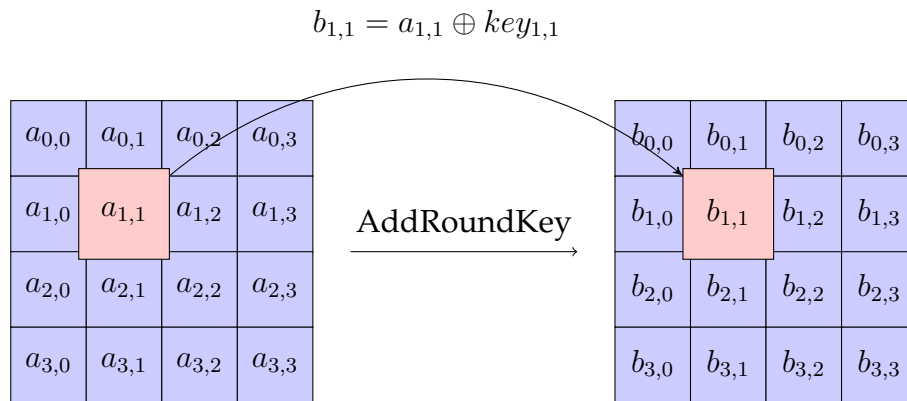 b_{1,1} = a_{1,1} ⊕ key_{1,1}
a_{0,0} a_{0,1} a_{0,2} a_{0,3}
a_{1,0} a_{1,1} a_{1,2} a_{1,3}
a_{2,0} a_{2,1} a_{2,2} a_{2,3}
a_{3,0} a_{3,1} a_{3,2} a_{3,3}
AddRoundKey
b_{0,0} b_{0,1} b_{0,2} b_{0,3}
b_{1,0} b_{1,1} b_{1,2} b_{1,3}
b_{2,0} b_{2,1} b_{2,2} b_{2,3}
b_{3,0} b_{3,1} b_{3,2} b_{3,3}